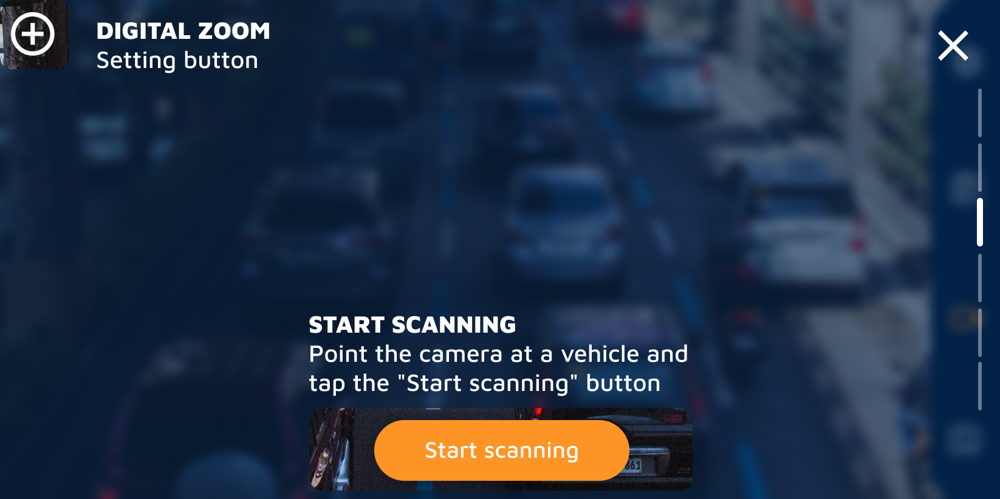 DIGITAL ZOOM
Setting button
START SCANNING
Point the camera at a vehicle and
tap the "Start scanning" button
Start scanning
861